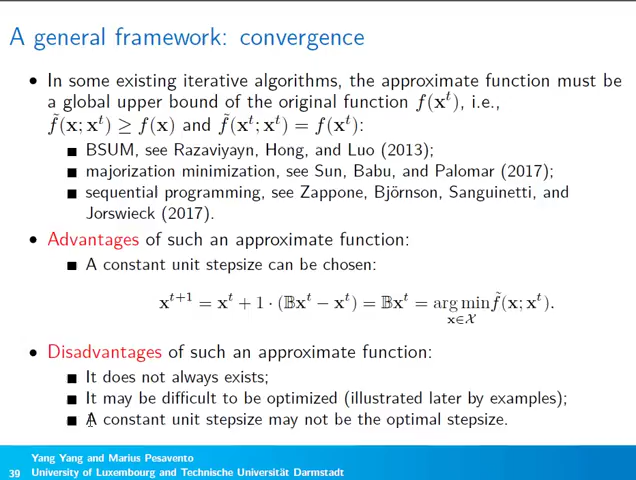 A general framework: convergence
• In some existing iterative algorithms, the approximate function must be
a global upper bound of the original function f(x^t), i.e.,
f̃(x; x^t) ≥ f(x) and f̃(x^t; x^t) = f(x^t):
■ BSUM, see Razaviyayn, Hong, and Luo (2013);
■ majorization minimization, see Sun, Babu, and Palomar (2017);
■ sequential programming, see Zappone, Björnson, Sanguinetti, and
Jorswieck (2017).
• Advantages of such an approximate function:
■ A constant unit stepsize can be chosen:
x^{t+1} = x^t + 1 · (𝔹x^t − x^t) = 𝔹x^t = arg min f̃(x; x^t).
x∈𝒳
• Disadvantages of such an approximate function:
■ It does not always exists;
■ It may be difficult to be optimized (illustrated later by examples);
■ A constant unit stepsize may not be the optimal stepsize.
Yang Yang and Marius Pesavento
39 University of Luxembourg and Technische Universität Darmstadt